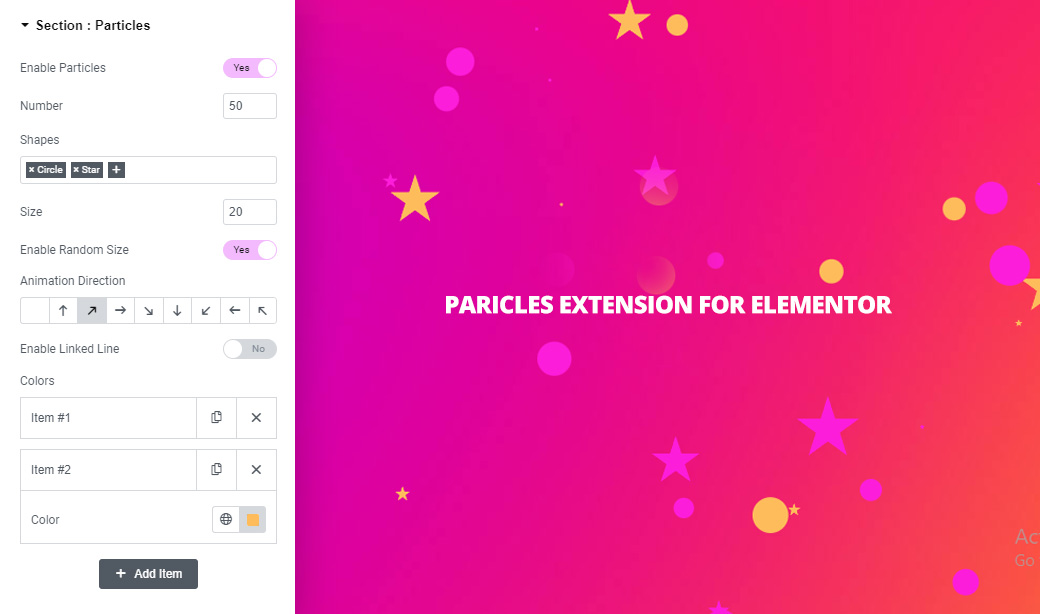 Section : Particles
Enable Particles
Yes
Number
50
Shapes
× Circle × Star +
Size
20
Enable Random Size
Yes
Animation Direction
Enable Linked Line
No
Colors
Item #1
Item #2
Color
+ Add Item
PARICLES EXTENSION FOR ELEMENTOR
Go